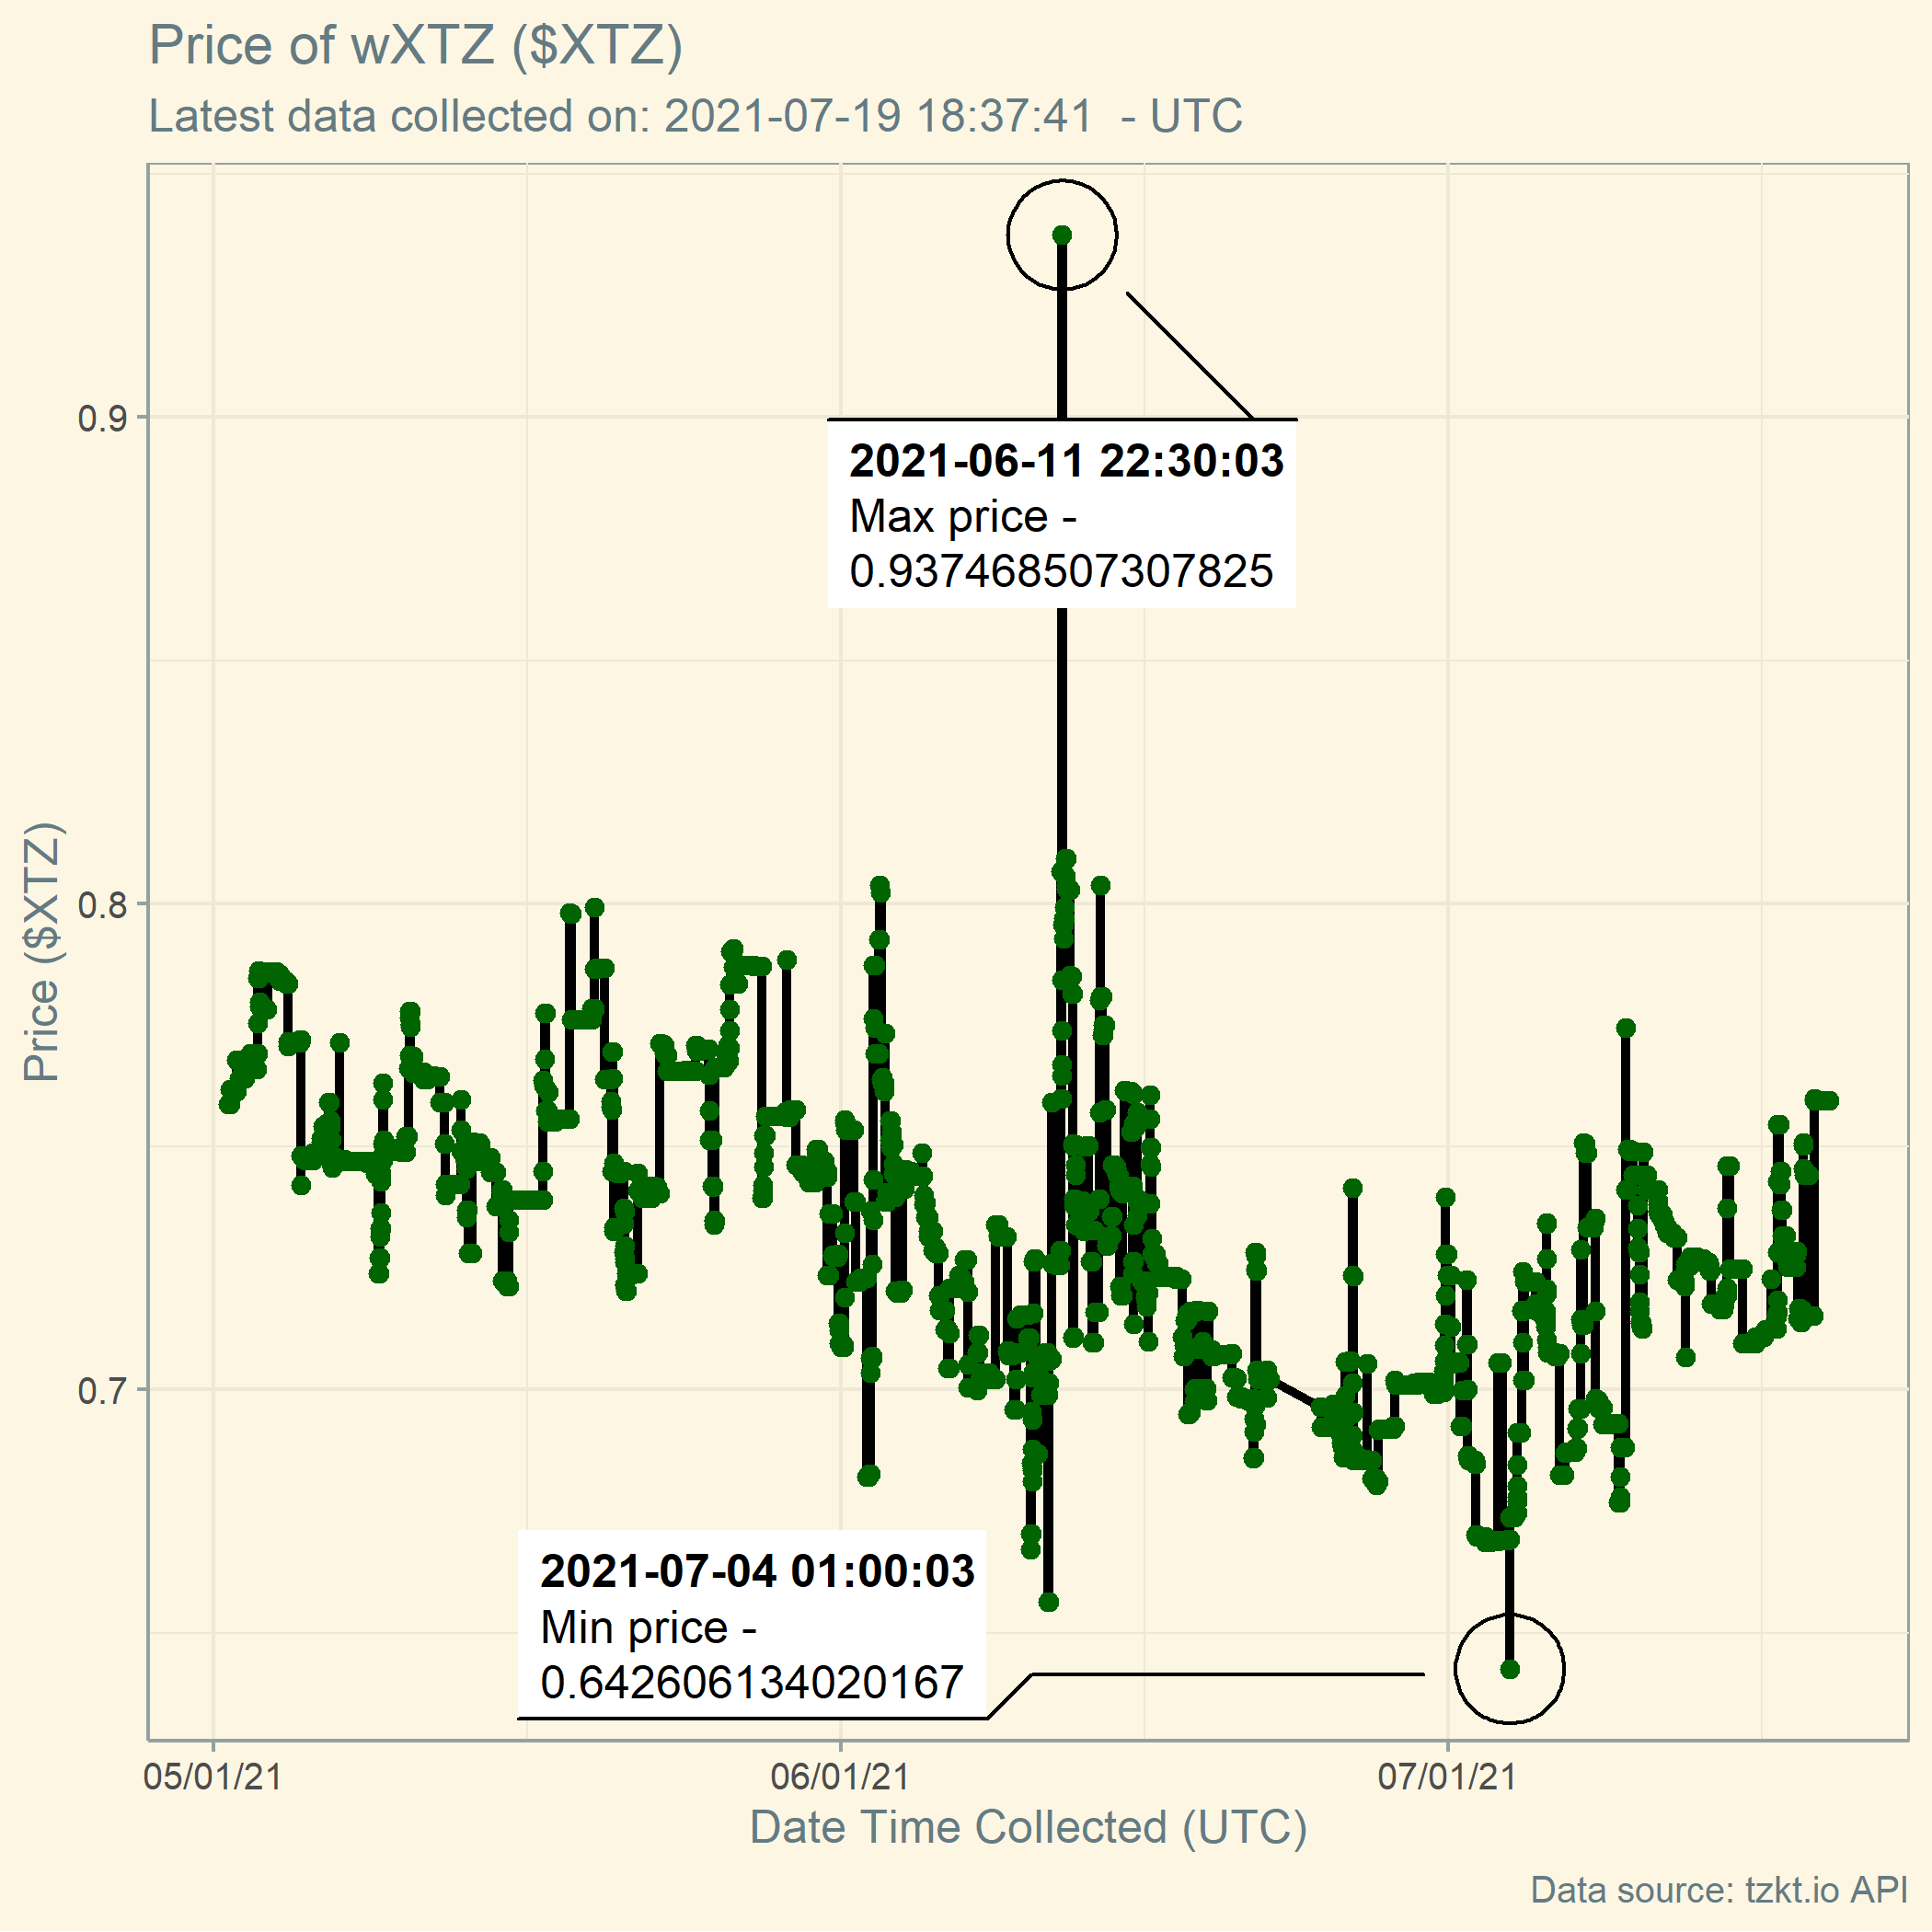 Price of wXTZ ($XTZ)
Latest data collected on: 2021-07-19 18:37:41  - UTC
0.9
2021-06-11 22:30:03
Max price -
0.937468507307825
0.8
Price ($XTZ)
0.7
2021-07-04 01:00:03
Min price -
0.642606134020167
05/01/21
06/01/21
07/01/21
Date Time Collected (UTC)
Data source: tzkt.io API